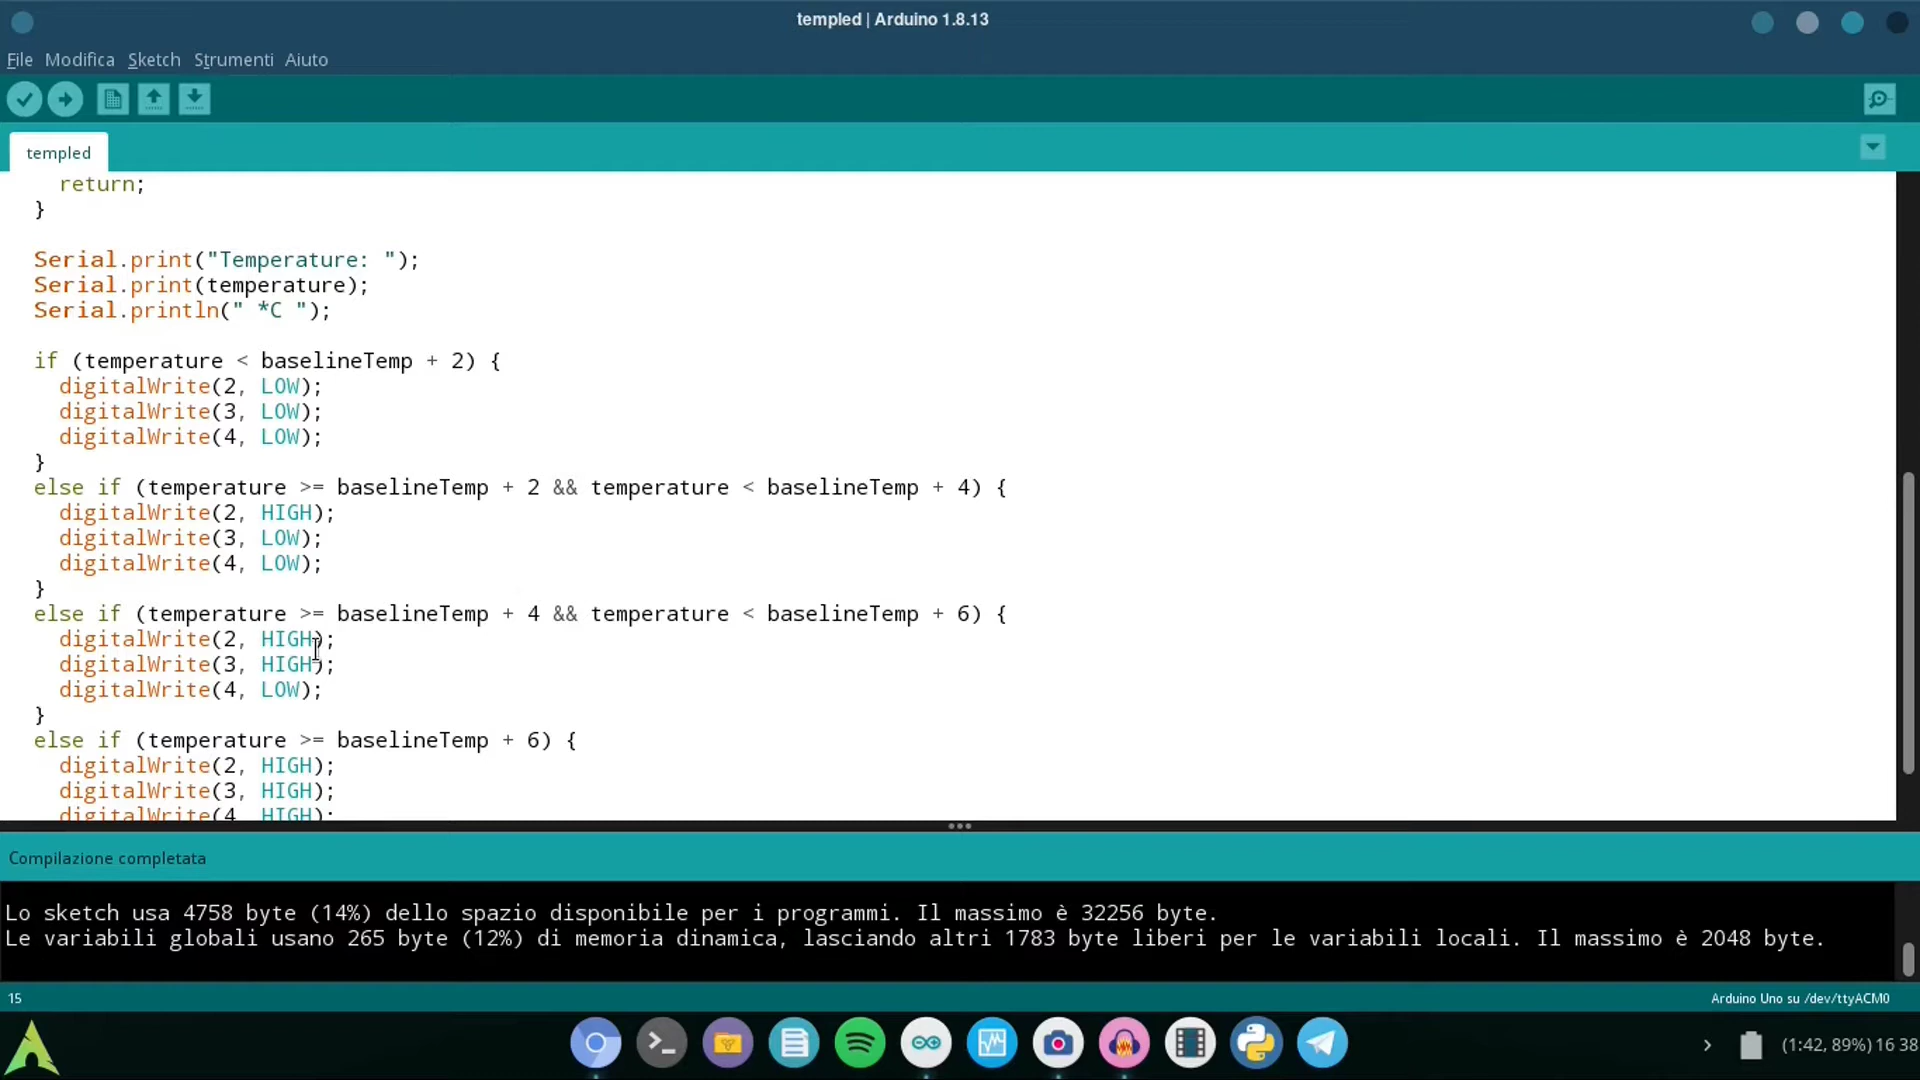 templed | Arduino 1.8.13
File Modifica Sketch Strumenti Aiuto
templed
return;
}
Serial.print("Temperature: ");
Serial.print(temperature);
Serial.println(" *C ");
if (temperature < baselineTemp + 2) {
digitalWrite(2, LOW);
digitalWrite(3, LOW);
digitalWrite(4, LOW);
}
else if (temperature >= baselineTemp + 2 && temperature < baselineTemp + 4) {
digitalWrite(2, HIGH);
digitalWrite(3, LOW);
digitalWrite(4, LOW);
}
else if (temperature >= baselineTemp + 4 && temperature < baselineTemp + 6) {
digitalWrite(2, HIGH);
digitalWrite(3, HIGH);
digitalWrite(4, LOW);
}
else if (temperature >= baselineTemp + 6) {
digitalWrite(2, HIGH);
digitalWrite(3, HIGH);
digitalWrite(4, HIGH);
Compilazione completata
Lo sketch usa 4758 byte (14%) dello spazio disponibile per i programmi. Il massimo è 32256 byte.
Le variabili globali usano 265 byte (12%) di memoria dinamica, lasciando altri 1783 byte liberi per le variabili locali. Il massimo è 2048 byte.
15
Arduino Uno su /dev/ttyACM0
(1:42, 89%) 16 38